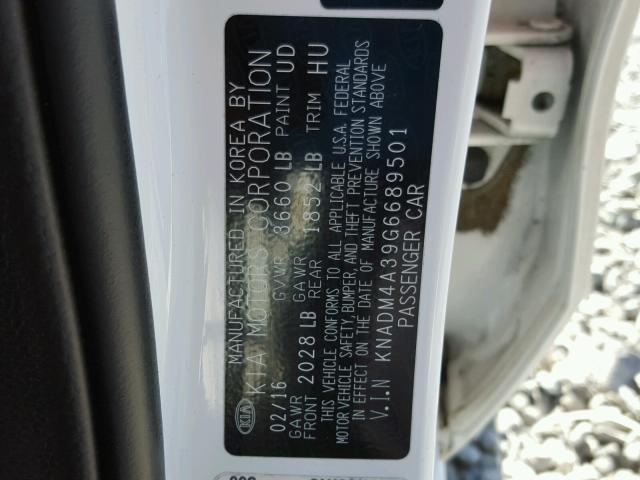 MANUFACTURED IN KOREA BY
KIA MOTORS CORPORATION
02/16 GVWR 3660 LB PAINT UD
GAWR FRONT 2028 LB GAWR REAR 1852 LB TRIM HU
THIS VEHICLE CONFORMS TO ALL APPLICABLE U.S.A. FEDERAL
MOTOR VEHICLE SAFETY, BUMPER, AND THEFT PREVENTION STANDARDS
IN EFFECT ON THE DATE OF MANUFACTURE SHOWN ABOVE
V.I.N KNADM4A39G6689501
PASSENGER CAR
KIA